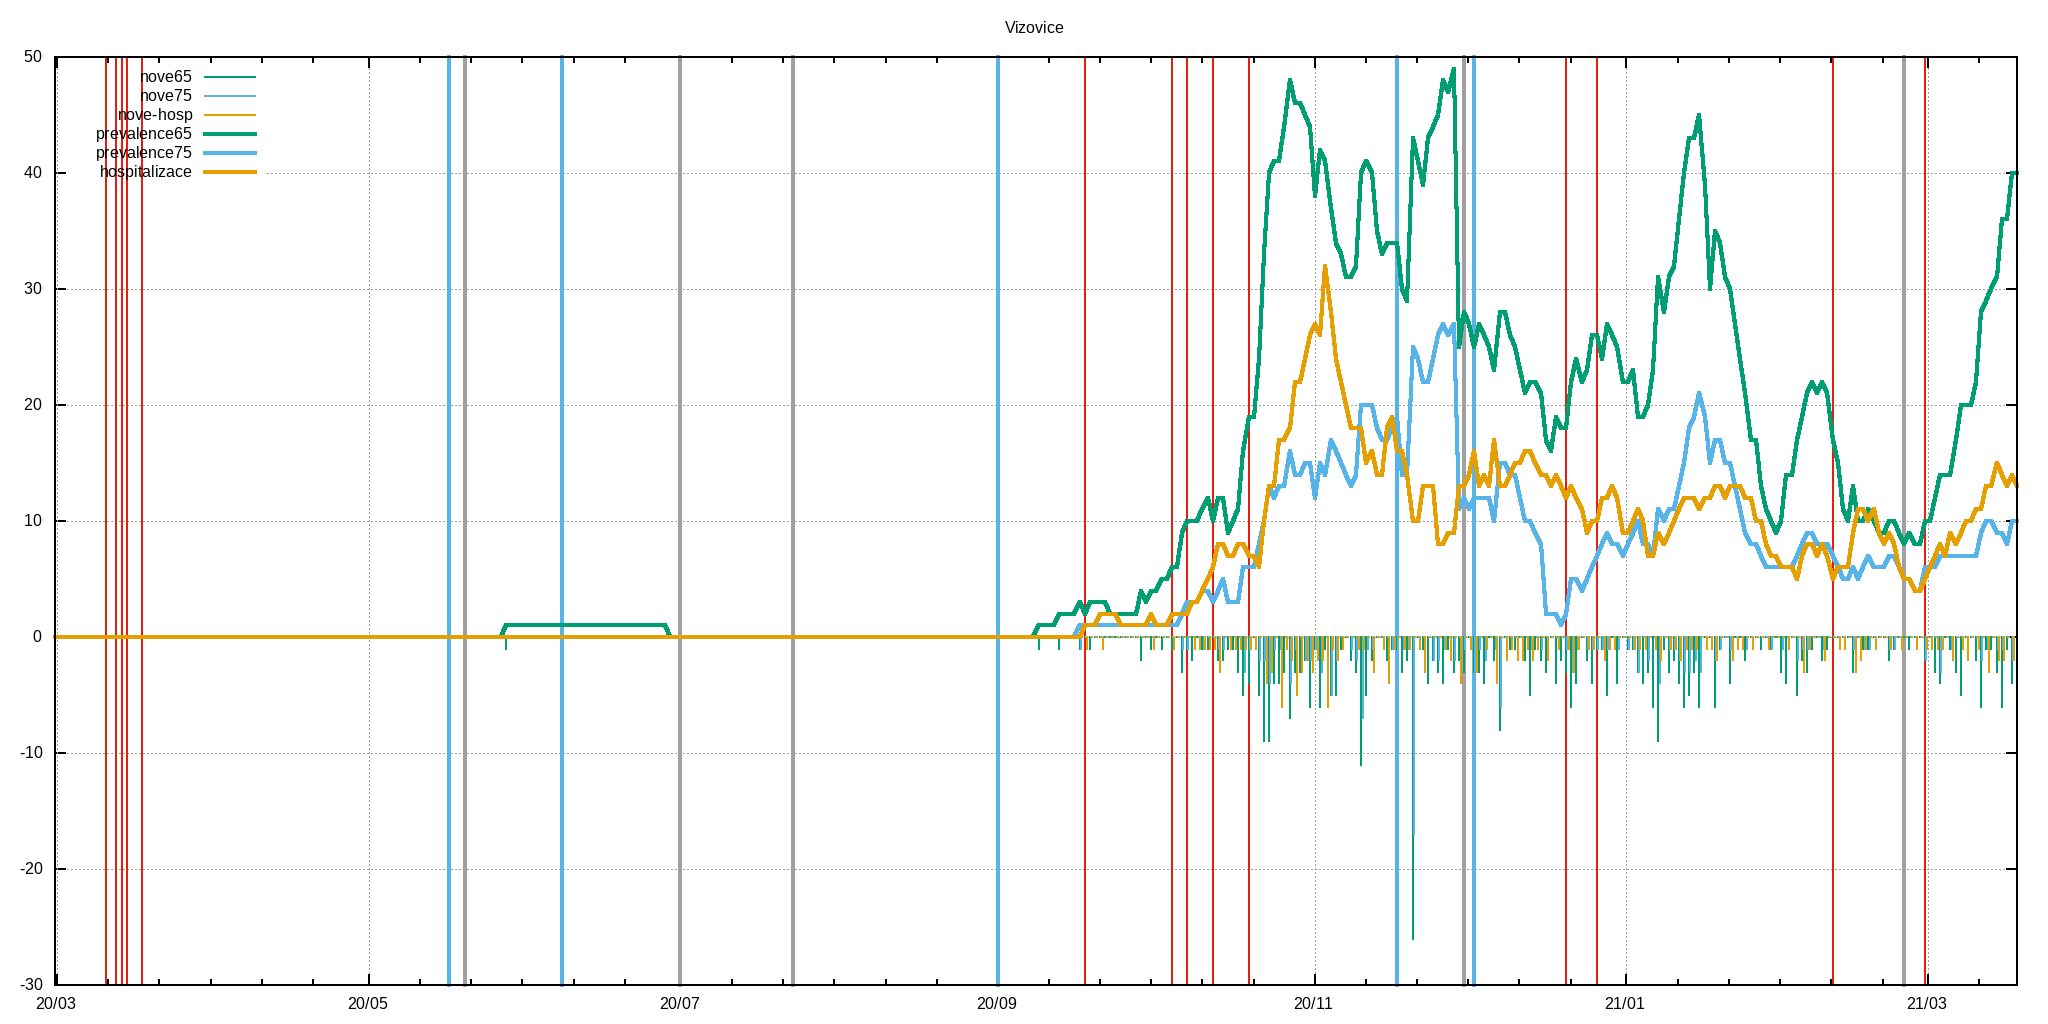 Vizovice
50
nove65
nove75
nove-hosp
prevalence65
prevalence75
hospitalizace
40
30
20
10
0
-10
-20
-30
20/03 20/05 20/07 20/09 20/11 21/01 21/03